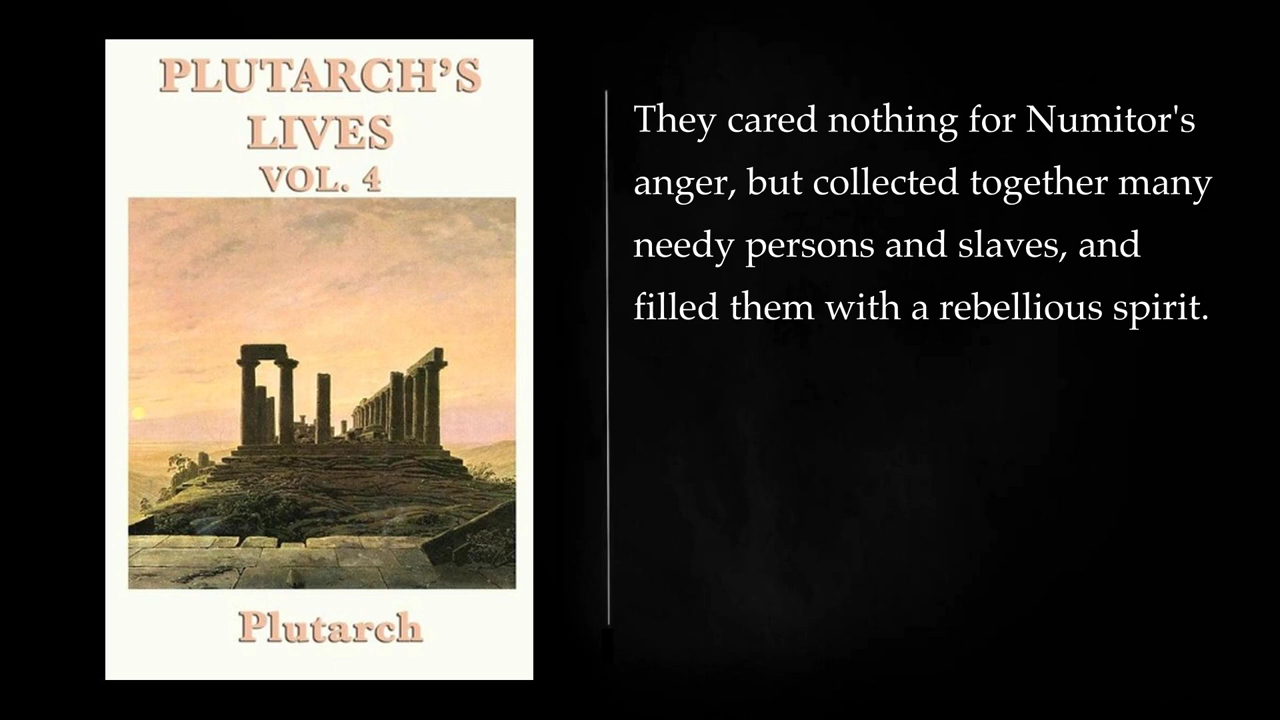 PLUTARCH'S
LIVES
VOL. 4
Plutarch
They cared nothing for Numitor's
anger, but collected together many
needy persons and slaves, and
filled them with a rebellious spirit.